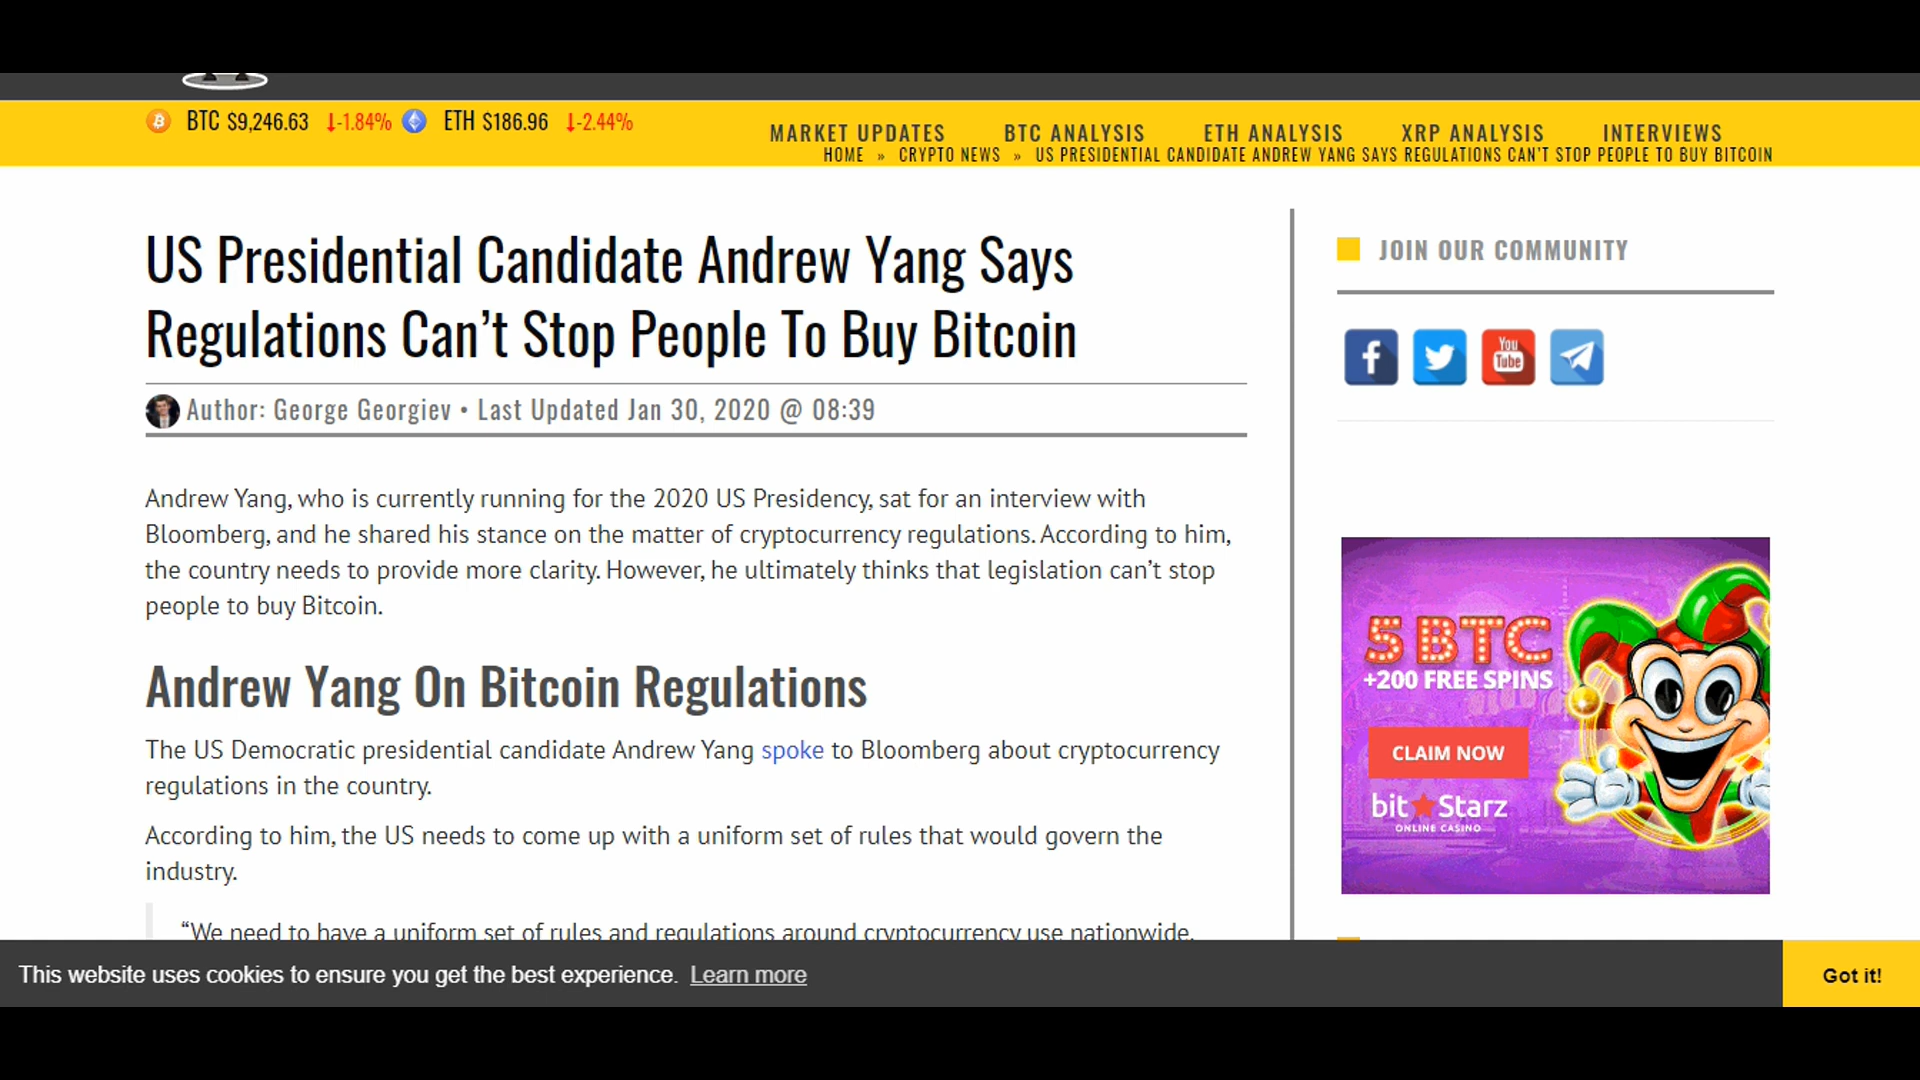 BTC $9,246.63 ↓-1.84% ETH $186.96 ↓-2.44%
MARKET UPDATES BTC ANALYSIS ETH ANALYSIS XRP ANALYSIS INTERVIEWS
HOME » CRYPTO NEWS » US PRESIDENTIAL CANDIDATE ANDREW YANG SAYS REGULATIONS CAN'T STOP PEOPLE TO BUY BITCOIN
US Presidential Candidate Andrew Yang Says
Regulations Can’t Stop People To Buy Bitcoin
Author: George Georgiev • Last Updated Jan 30, 2020 @ 08:39
Andrew Yang, who is currently running for the 2020 US Presidency, sat for an interview with
Bloomberg, and he shared his stance on the matter of cryptocurrency regulations. According to him,
the country needs to provide more clarity. However, he ultimately thinks that legislation can’t stop
people to buy Bitcoin.
Andrew Yang On Bitcoin Regulations
The US Democratic presidential candidate Andrew Yang spoke to Bloomberg about cryptocurrency
regulations in the country.
According to him, the US needs to come up with a uniform set of rules that would govern the
industry.
“We need to have a uniform set of rules and regulations around cryptocurrency use nationwide.
JOIN OUR COMMUNITY
You
Tube
5 BTC
+200 FREE SPINS
CLAIM NOW
bit Starz
ONLINE CASINO
This website uses cookies to ensure you get the best experience. Learn more
Got it!